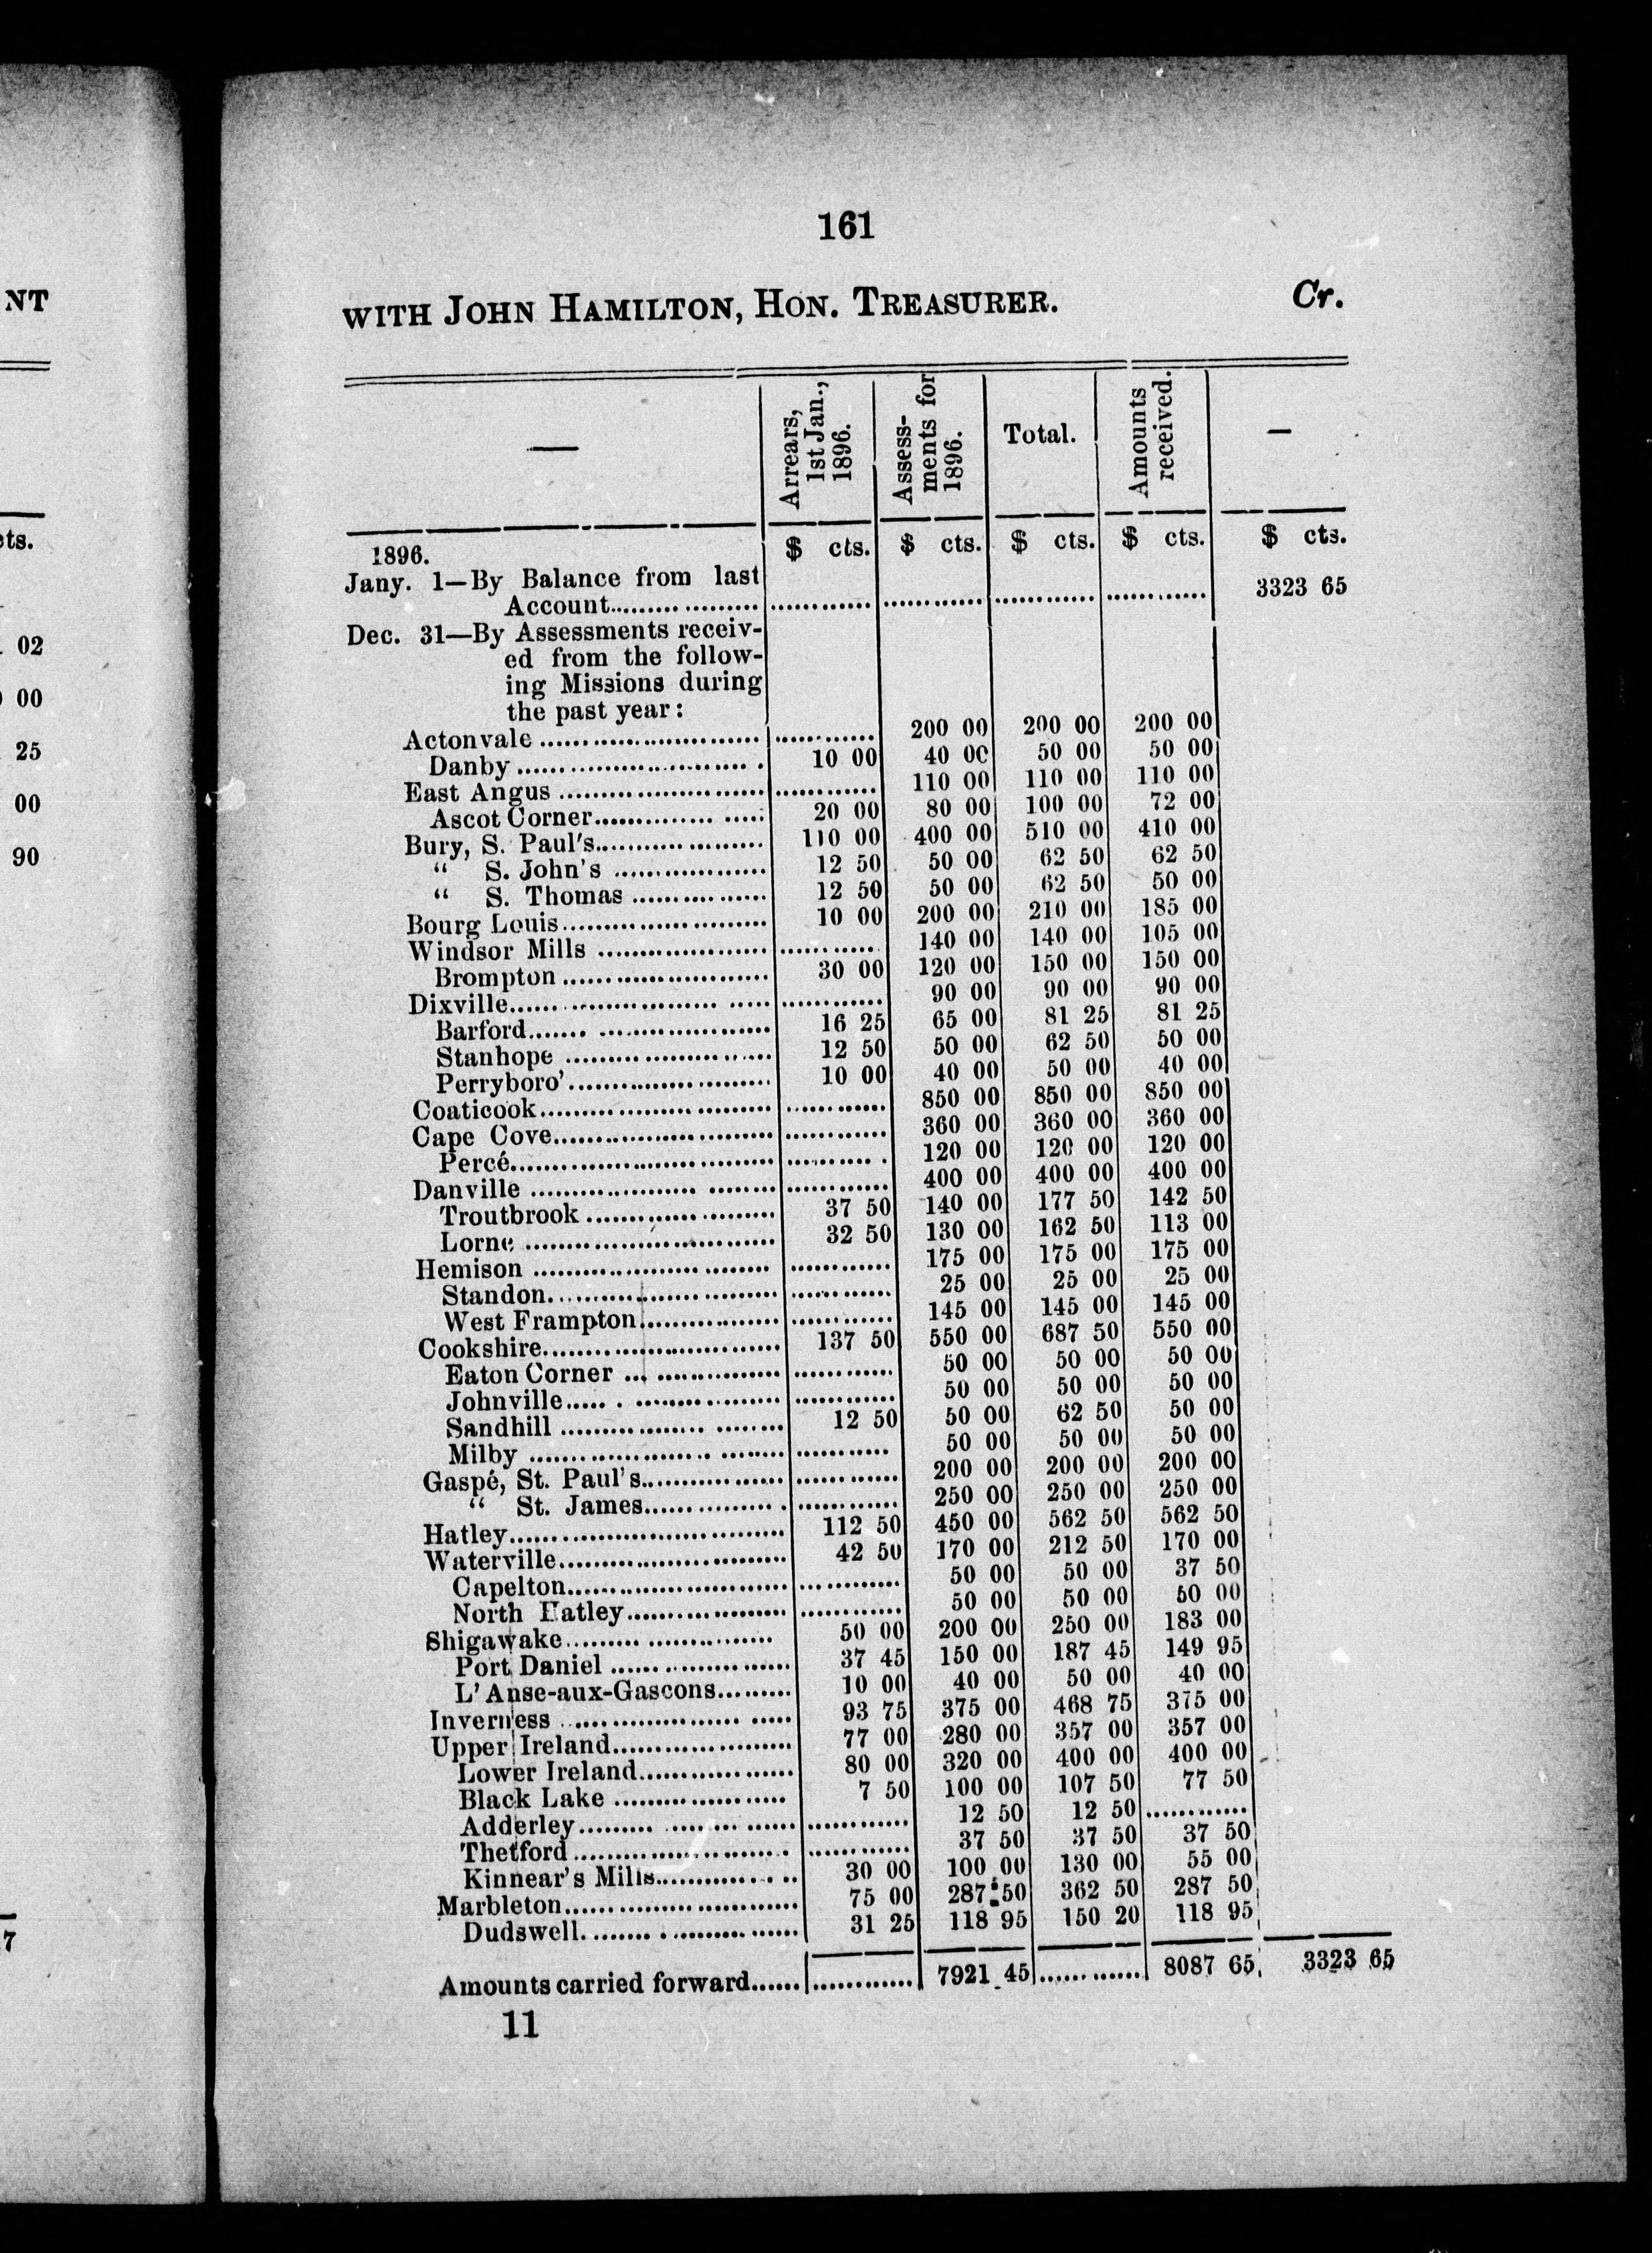 NT
cts.
02
00
25
00
90
7
161
WITH JOHN HAMILTON, HON. TREASURER. Cr.
— Arrears, 1st Jan., 1896. Assess-ments for 1896. Total. Amounts received. —
1896. $ cts. $ cts. $ cts. $ cts. $ cts.
Jany. 1—By Balance from last
Account.................. ............ ............ ............ ............ 3323 65
Dec. 31—By Assessments receiv-
ed from the follow-
ing Missions during
the past year:
Actonvale ............ ............ 200 00 200 00 200 00
Danby ............ 10 00 40 00 50 00 50 00
East Angus ............ ............ 110 00 110 00 110 00
Ascot Corner............ 20 00 80 00 100 00 72 00
Bury, S. Paul's............ 110 00 400 00 510 00 410 00
“ S. John's ............ 12 50 50 00 62 50 62 50
“ S. Thomas ............ 12 50 50 00 62 50 50 00
Bourg Louis............ 10 00 200 00 210 00 185 00
Windsor Mills ............ ............ 140 00 140 00 105 00
Brompton ............ 30 00 120 00 150 00 150 00
Dixville............ ............ 90 00 90 00 90 00
Barford............ 16 25 65 00 81 25 81 25
Stanhope ............ 12 50 50 00 62 50 50 00
Perryboro'............ 10 00 40 00 50 00 40 00
Coaticook............ ............ 850 00 850 00 850 00
Cape Cove............ ............ 360 00 360 00 360 00
Percé............ ............ 120 00 120 00 120 00
Danville ............ ............ 400 00 400 00 400 00
Troutbrook ............ 37 50 140 00 177 50 142 50
Lorne ............ 32 50 130 00 162 50 113 00
Hemison ............ ............ 175 00 175 00 175 00
Standon............ ............ 25 00 25 00 25 00
West Frampton............ ............ 145 00 145 00 145 00
Cookshire............ 137 50 550 00 687 50 550 00
Eaton Corner ............ ............ 50 00 50 00 50 00
Johnville............ ............ 50 00 50 00 50 00
Sandhill ............ 12 50 50 00 62 50 50 00
Milby ............ ............ 50 00 50 00 50 00
Gaspé, St. Paul's............ ............ 200 00 200 00 200 00
“ St. James............ ............ 250 00 250 00 250 00
Hatley............ 112 50 450 00 562 50 562 50
Waterville............ 42 50 170 00 212 50 170 00
Capelton............ ............ 50 00 50 00 37 50
North Hatley............ ............ 50 00 50 00 50 00
Shigawake............ 50 00 200 00 250 00 183 00
Port Daniel ............ 37 45 150 00 187 45 149 95
L'Anse-aux-Gascons......... 10 00 40 00 50 00 40 00
Inverness ............ 93 75 375 00 468 75 375 00
Upper Ireland............ 77 00 280 00 357 00 357 00
Lower Ireland............ 80 00 320 00 400 00 400 00
Black Lake ............ 7 50 100 00 107 50 77 50
Adderley............ ............ 12 50 12 50 ............
Thetford ............ ............ 37 50 37 50 37 50
Kinnear's Mills............ 30 00 100 00 130 00 55 00
Marbleton............ 75 00 287 50 362 50 287 50
Dudswell............ 31 25 118 95 150 20 118 95
Amounts carried forward...... ............ 7921 45 ............ 8087 65 3323 65
11